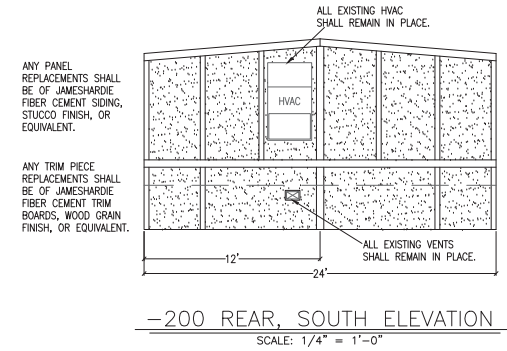 ALL EXISTING HVAC
SHALL REMAIN IN PLACE.
ANY PANEL
REPLACEMENTS SHALL
BE OF JAMESHARDIE
FIBER CEMENT SIDING,
STUCCO FINISH, OR
EQUIVALENT.
HVAC
ANY TRIM PIECE
REPLACEMENTS SHALL
BE OF JAMESHARDIE
FIBER CEMENT TRIM
BOARDS, WOOD GRAIN
FINISH, OR EQUIVALENT.
ALL EXISTING VENTS
SHALL REMAIN IN PLACE.
12'
24'
-200 REAR, SOUTH ELEVATION
SCALE: 1/4" = 1'-0"